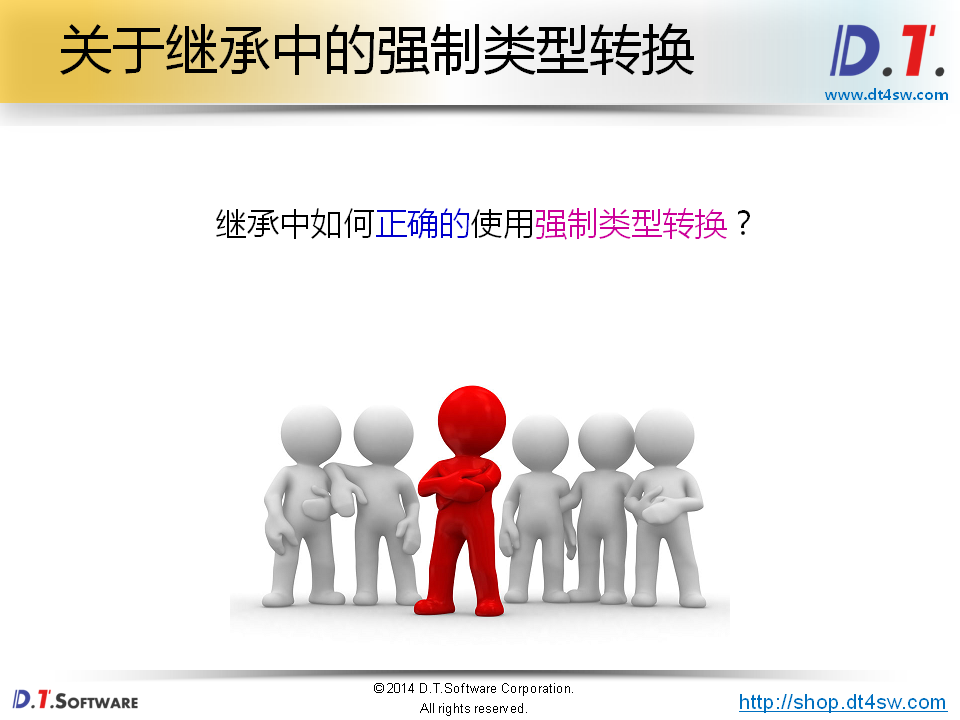 关于继承中的强制类型转换
D.T.
www.dt4sw.com
继承中如何正确的使用强制类型转换？
D.T.SOFTWARE
©2014 D.T.Software Corporation.
All rights reserved.
http://shop.dt4sw.com